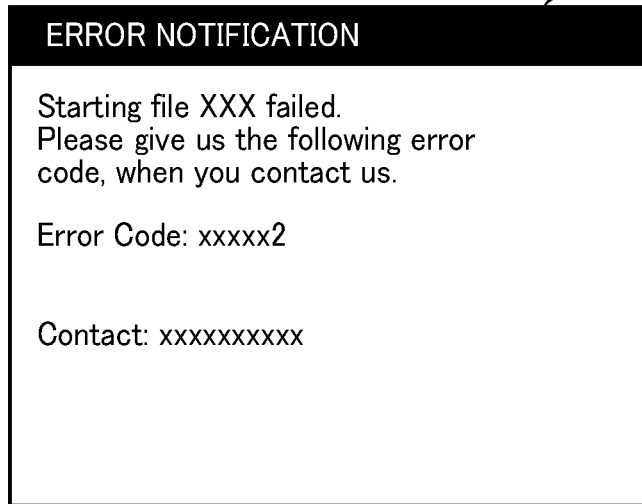 ERROR NOTIFICATION
Starting file XXX failed.
Please give us the following error
code, when you contact us.
Error Code: xxxxx2
Contact: xxxxxxxxxx